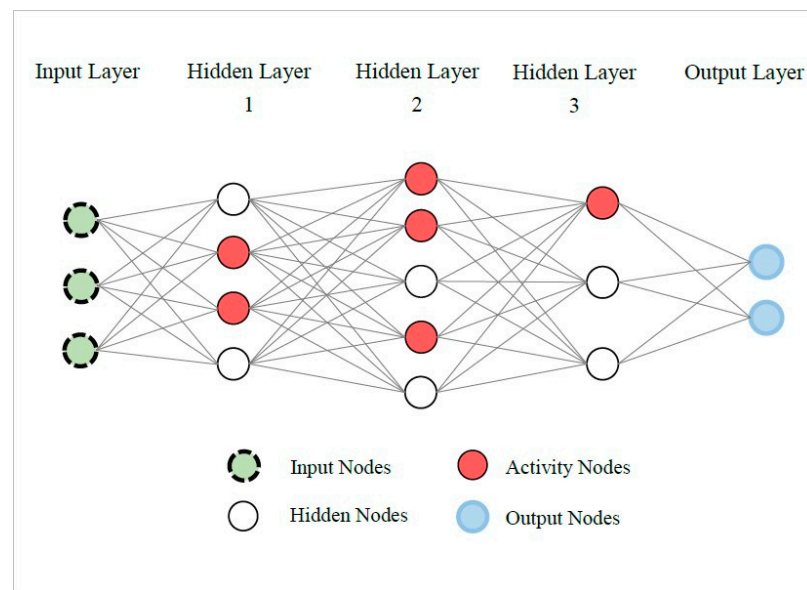 Input Layer
Hidden Layer
1
Hidden Layer
2
Hidden Layer
3
Output Layer
Input Nodes
Activity Nodes
Hidden Nodes
Output Nodes